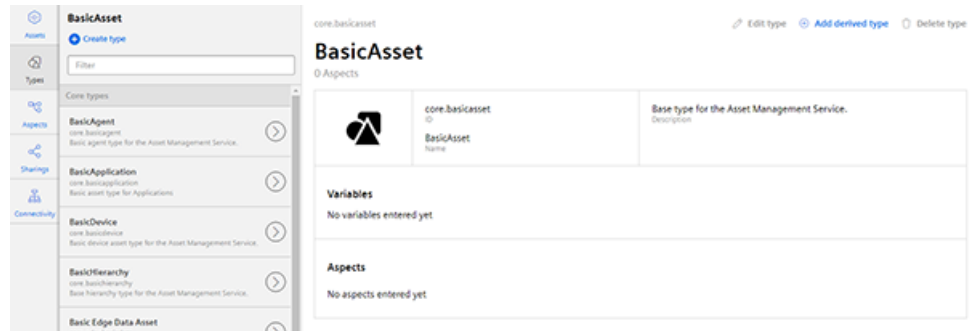 Assets
Types
Aspects
Sharings
Connectivity
BasicAsset
Create type
Filter
Core types
BasicAgent
core.basicagent
Basic agent type for the Asset Management Service.
BasicApplication
core.basicapplication
Basic asset type for Applications
BasicDevice
core.basicdevice
Basic device asset type for the Asset Management Service.
BasicHierarchy
core.basichierarchy
Base hierarchy type for the Asset Management Service.
Basic Edge Data Asset
core.basicasset
Edit type
Add derived type
Delete type
BasicAsset
0 Aspects
core.basicasset
ID
BasicAsset
Name
Base type for the Asset Management Service.
Description
Variables
No variables entered yet
Aspects
No aspects entered yet